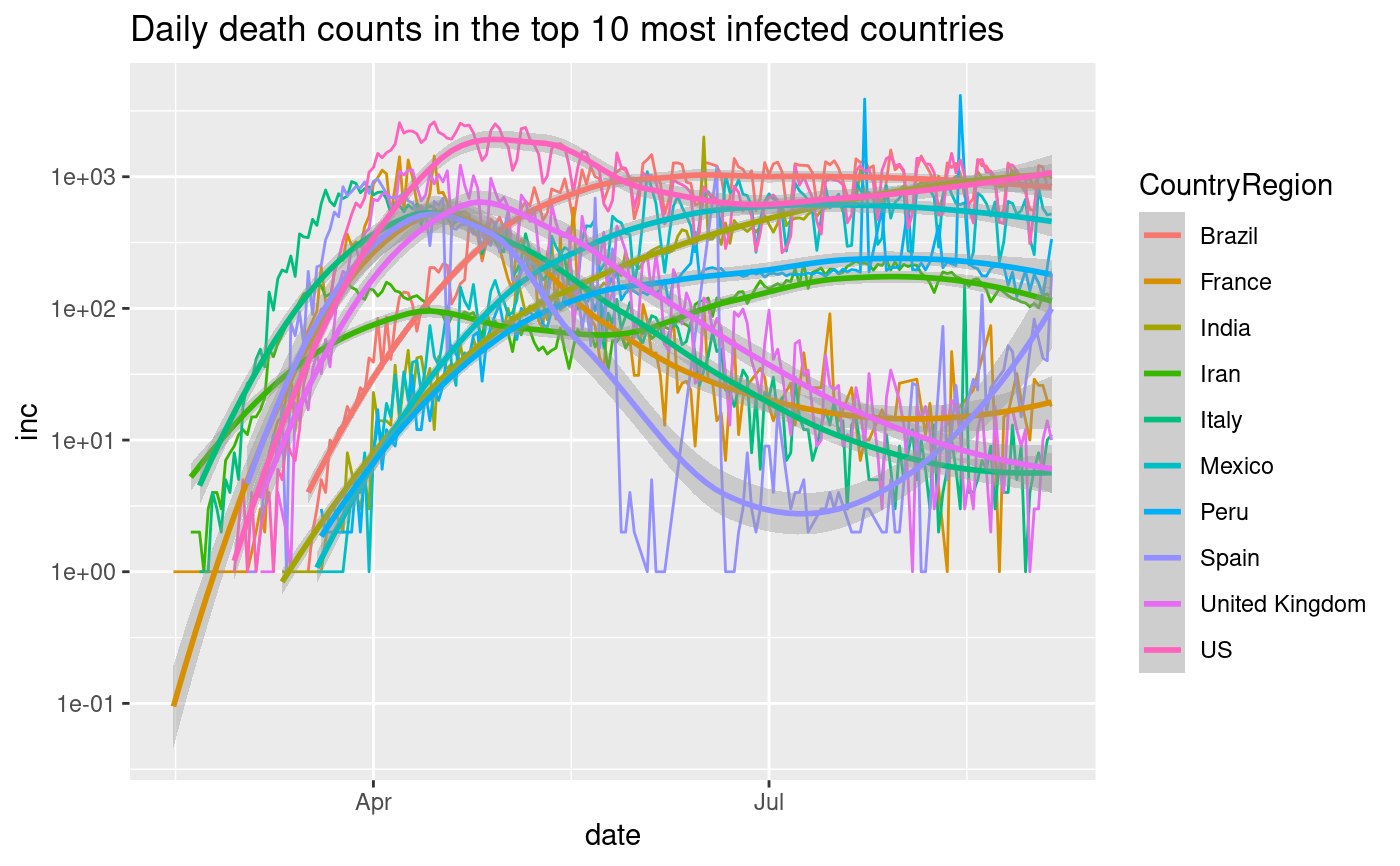 Daily death counts in the top 10 most infected countries
1e+03
1e+02
1e+01
1e+00
1e-01
inc
Apr
Jul
date
CountryRegion
Brazil
France
India
Iran
Italy
Mexico
Peru
Spain
United Kingdom
US